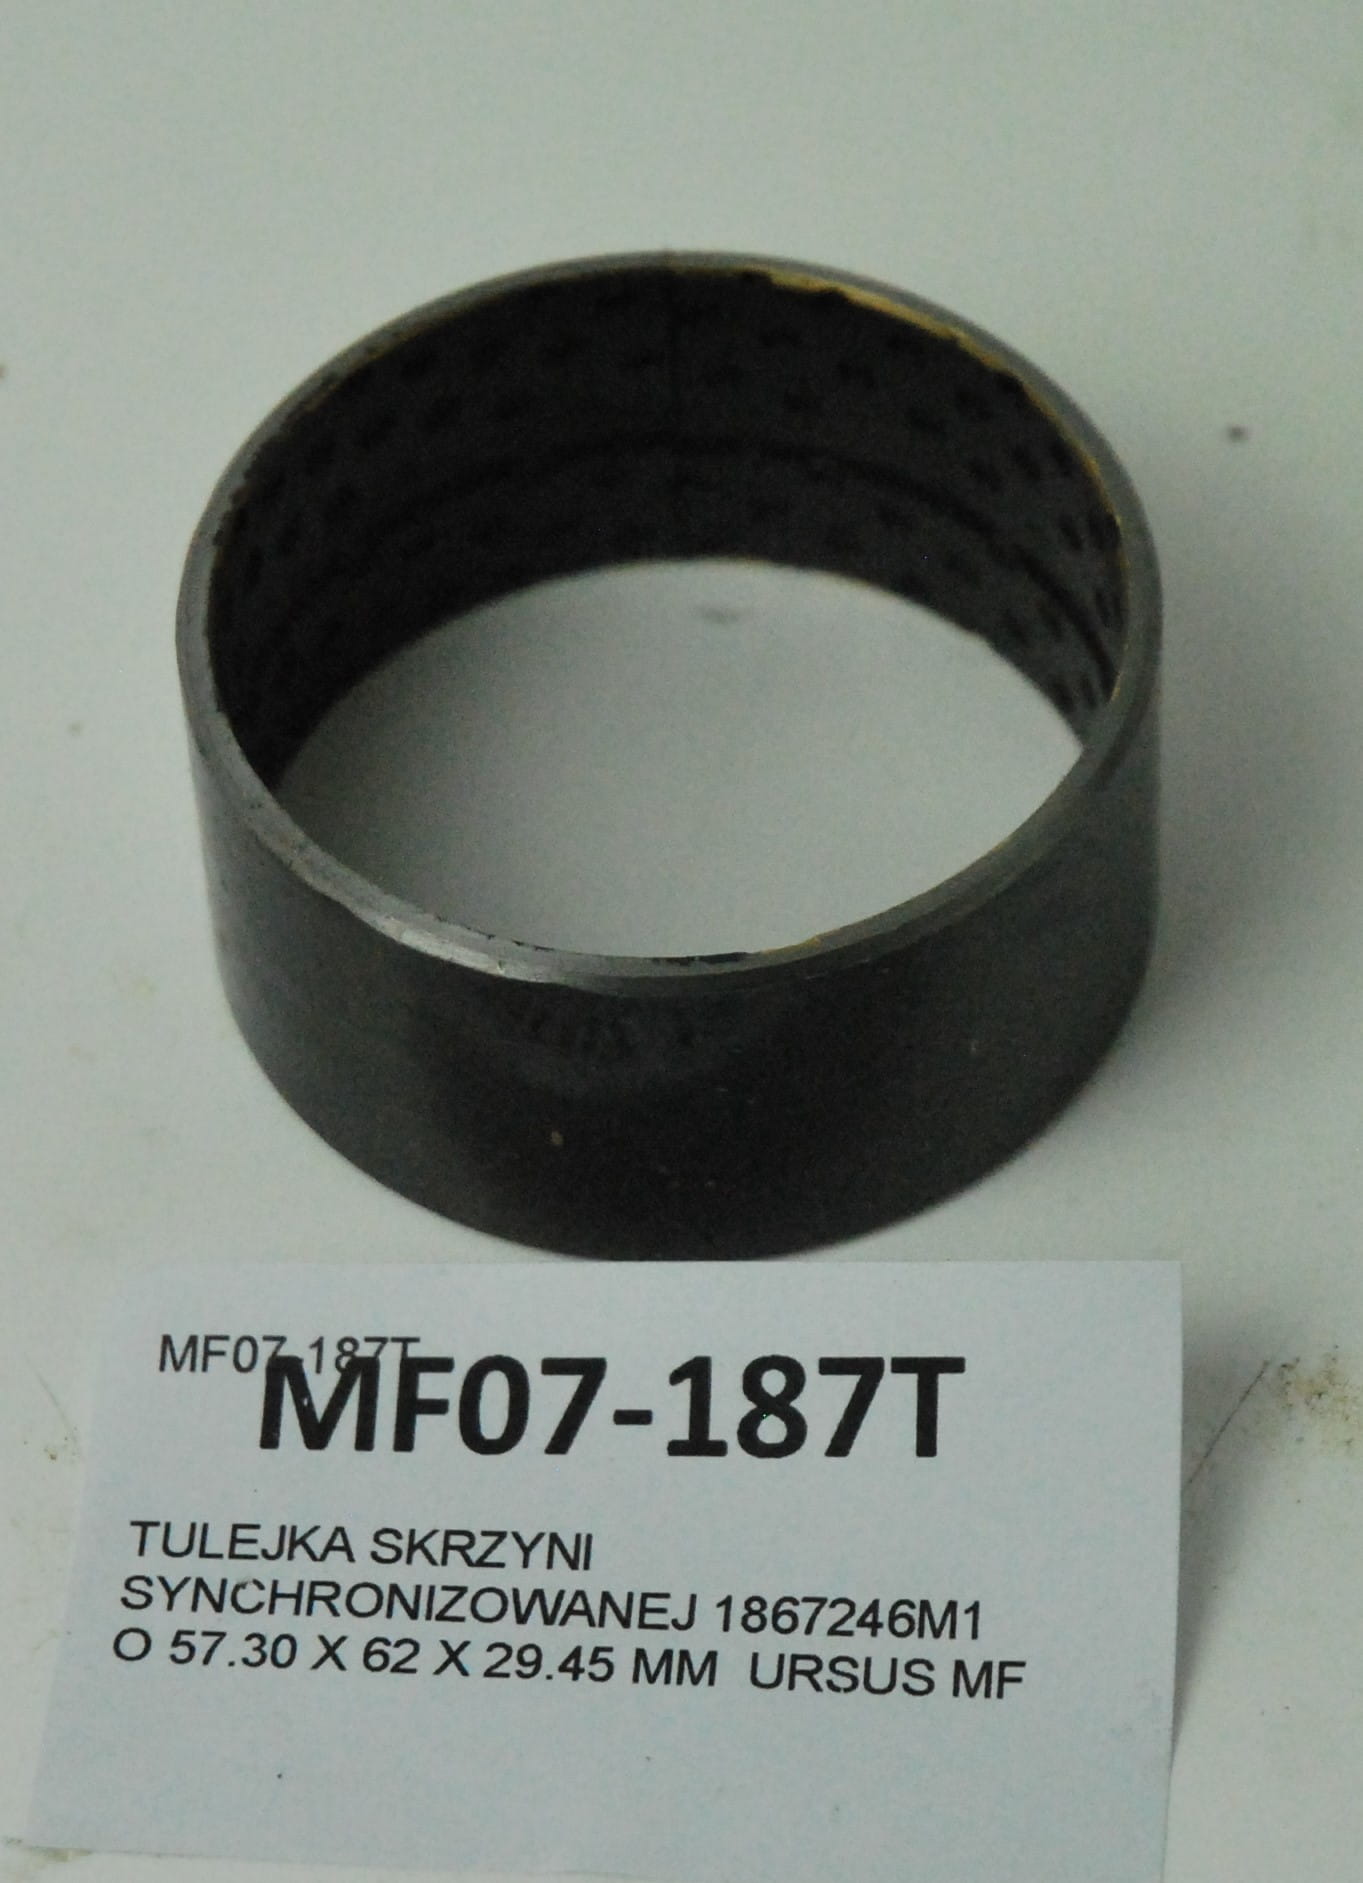 MF07-187T
MF07-187T
TULEJKA SKRZYNI
SYNCHRONIZOWANEJ 1867246M1
O 57.30 X 62 X 29.45 MM URSUS MF